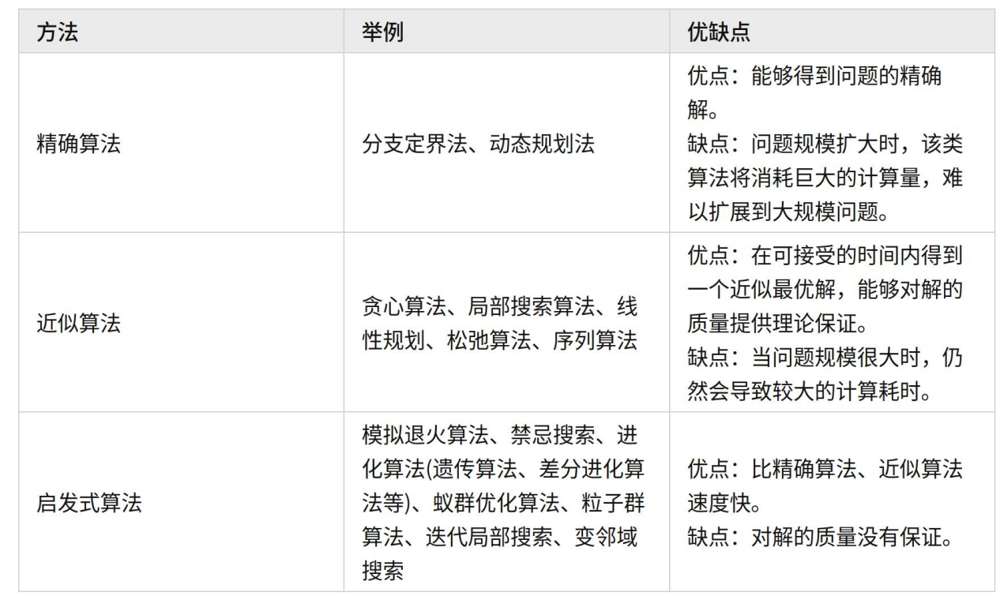 方法
举例
优缺点
精确算法
分支定界法、动态规划法
优点：能够得到问题的精确
解。
缺点：问题规模扩大时，该类
算法将消耗巨大的计算量，难
以扩展到大规模问题。
近似算法
贪心算法、局部搜索算法、线
性规划、松弛算法、序列算法
优点：在可接受的时间内得到
一个近似最优解，能够对解的
质量提供理论保证。
缺点：当问题规模很大时，仍
然会导致较大的计算耗时。
启发式算法
模拟退火算法、禁忌搜索、进
化算法(遗传算法、差分进化算
法等)、蚁群优化算法、粒子群
算法、迭代局部搜索、变邻域
搜索
优点：比精确算法、近似算法
速度快。
缺点：对解的质量没有保证。